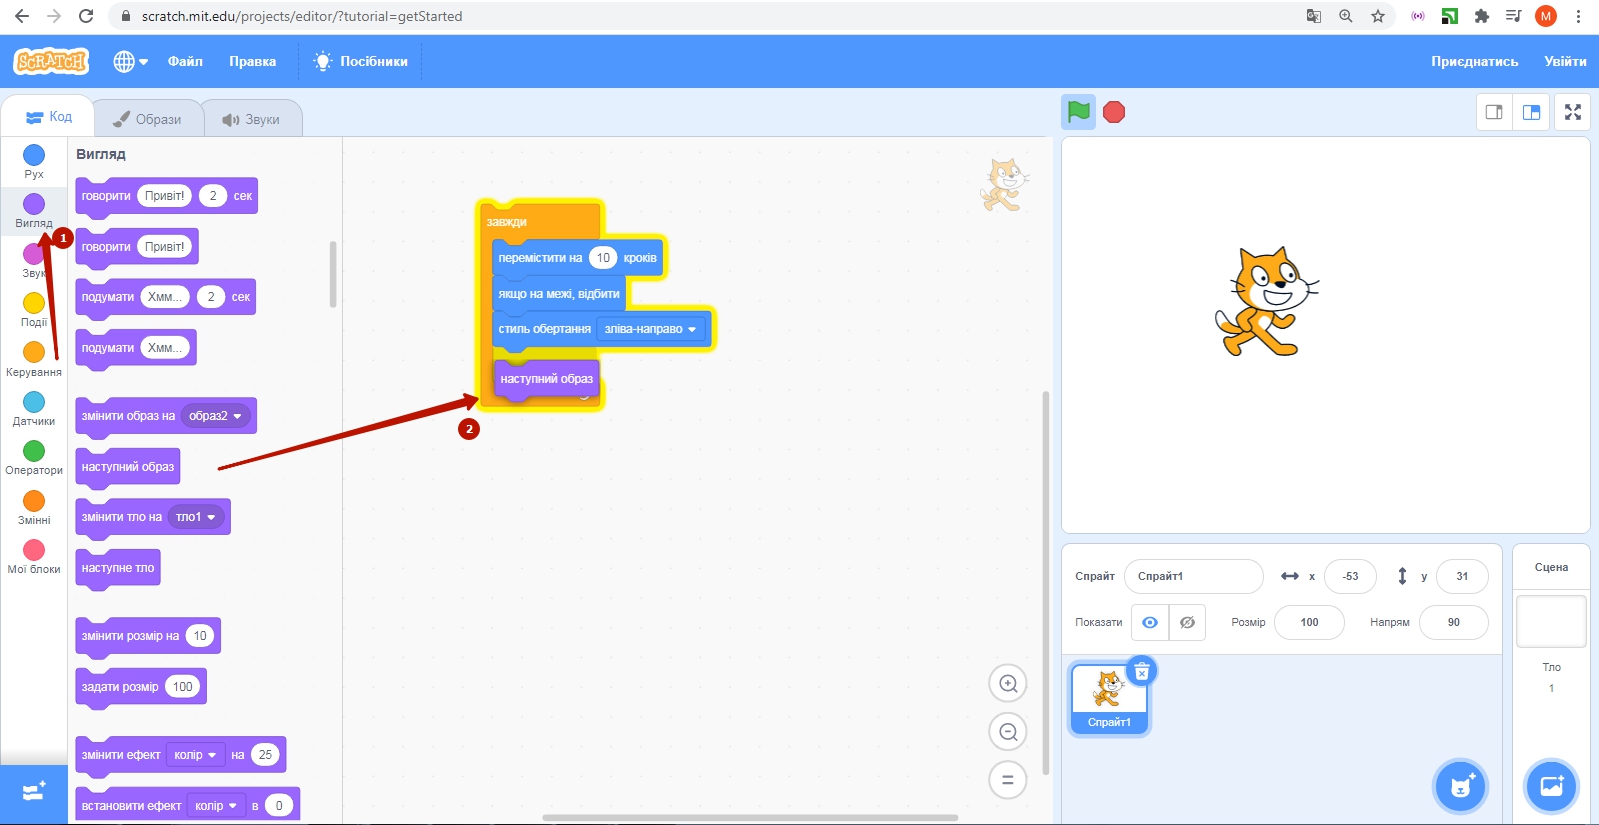 scratch.mit.edu/projects/editor/?tutorial=getStarted
M
SCRATCH
Файл
Правка
Посібники
Приєднатись
Увійти
Код
Образи
Звуки
Рух
Вигляд
Звук
Події
Керування
Датчики
Оператори
Змінні
Мої блоки
1
Вигляд
говорити Привіт! 2 сек
говорити Привіт!
подумати Хмм... 2 сек
подумати Хмм...
змінити образ на образ2
наступний образ
змінити тло на тло1
наступне тло
змінити розмір на 10
задати розмір 100
змінити ефект колір на 25
встановити ефект колір в 0
завжди
перемістити на 10 кроків
якщо на межі, відбити
стиль обертання зліва-направо
наступний образ
2
Спрайт Спрайт1 x -53 y 31
Показати Розмір 100 Напрям 90
Спрайт1
Сцена
Тло
1